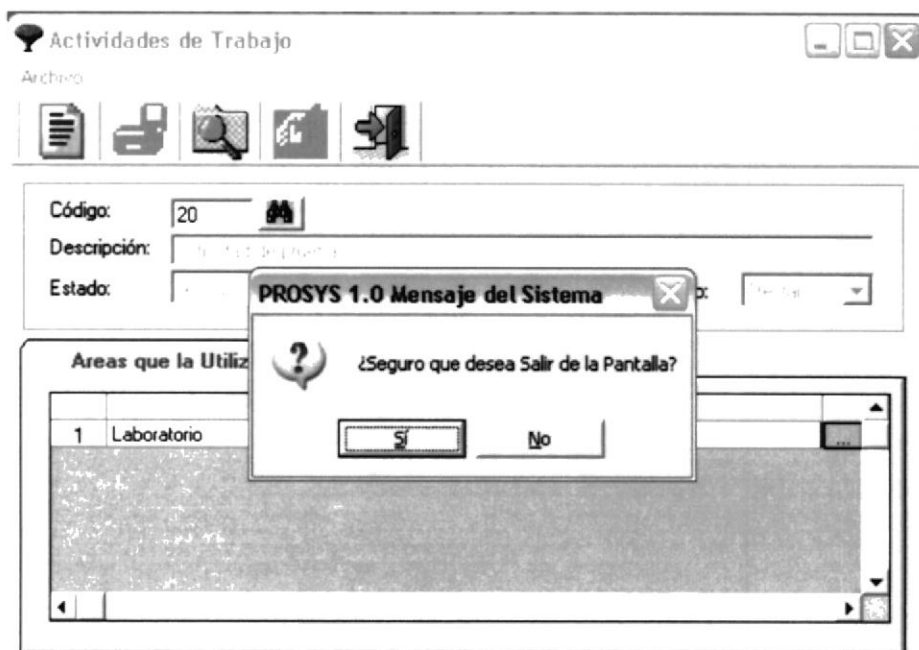 Actividades de Trabajo
Archivo
Código: 20
Descripción:
Estado:
PROSYS 1.0 Mensaje del Sistema
¿Seguro que desea Salir de la Pantalla?
Sí No
Areas que la Utiliz
1 Laboratorio ...